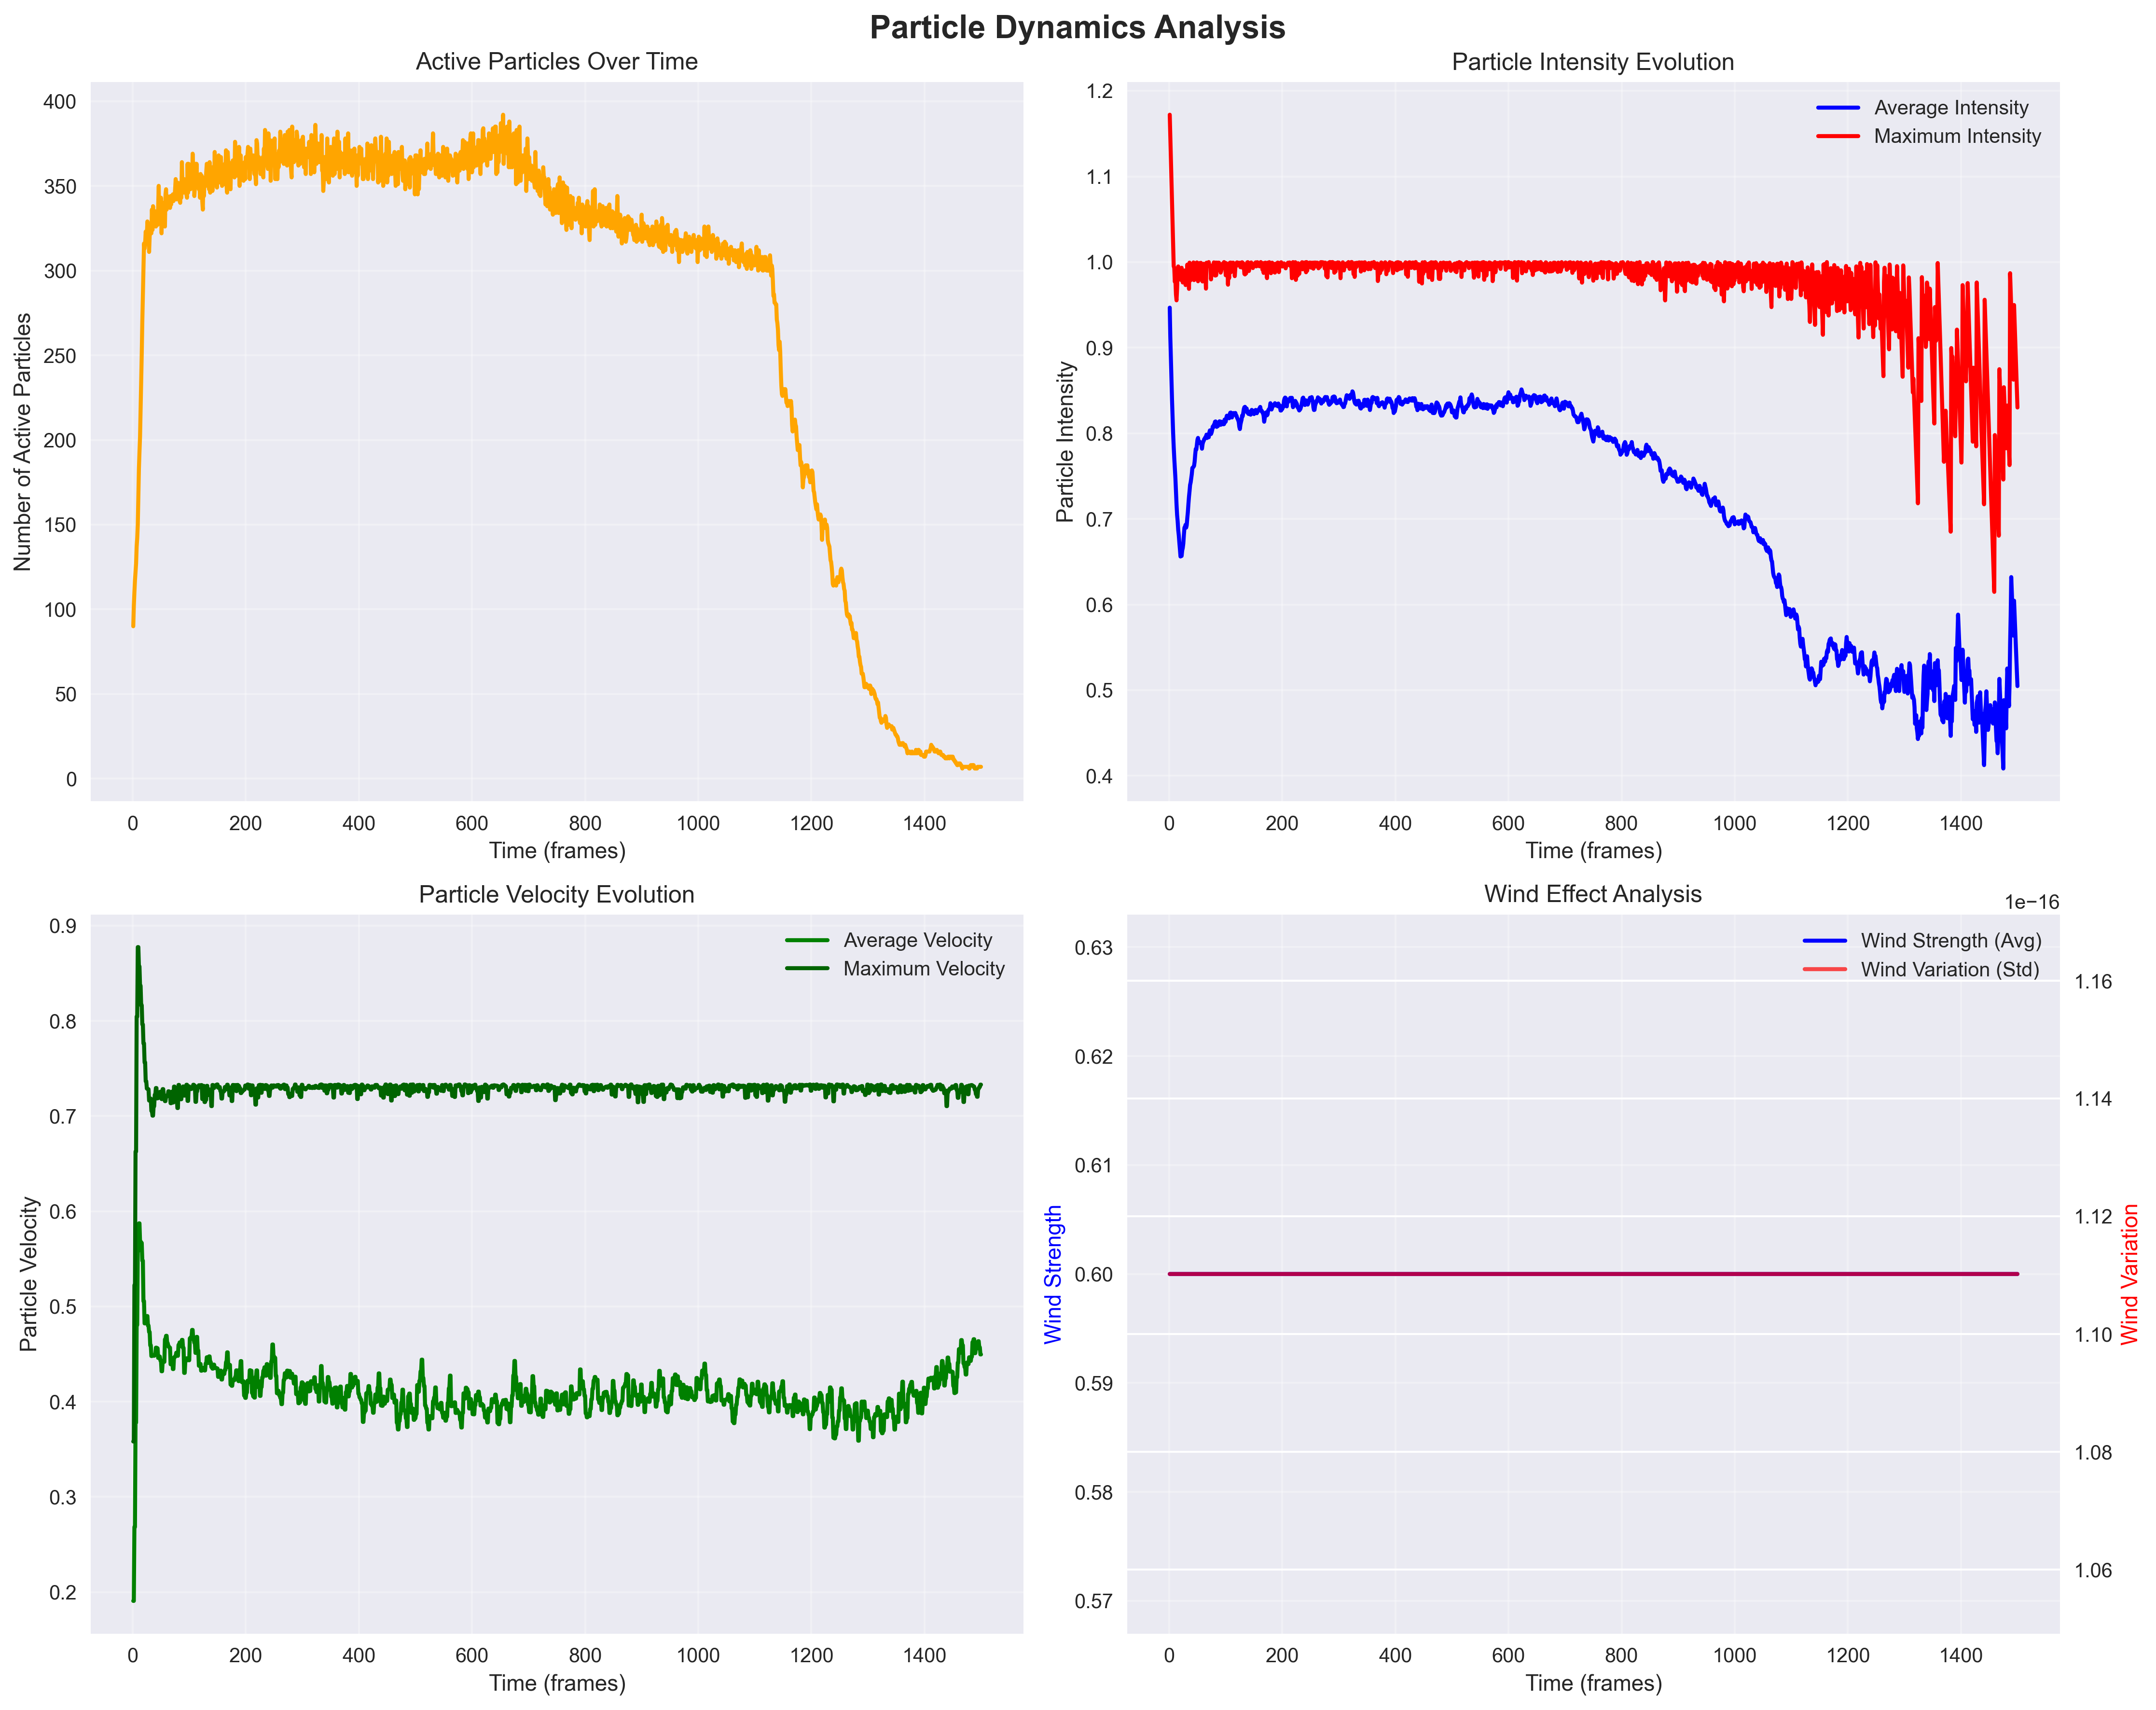 Particle Dynamics Analysis
Active Particles Over Time
400
350
300
250
200
150
100
50
0
Number of Active Particles
0 200 400 600 800 1000 1200 1400
Time (frames)
Particle Intensity Evolution
Average Intensity
Maximum Intensity
1.2
1.1
1.0
0.9
0.8
0.7
0.6
0.5
0.4
Particle Intensity
0 200 400 600 800 1000 1200 1400
Time (frames)
Particle Velocity Evolution
Average Velocity
Maximum Velocity
0.9
0.8
0.7
0.6
0.5
0.4
0.3
0.2
Particle Velocity
0 200 400 600 800 1000 1200 1400
Time (frames)
Wind Effect Analysis
1e−16
Wind Strength (Avg)
Wind Variation (Std)
0.63
0.62
0.61
0.60
0.59
0.58
0.57
Wind Strength
1.16
1.14
1.12
1.10
1.08
1.06
Wind Variation
0 200 400 600 800 1000 1200 1400
Time (frames)